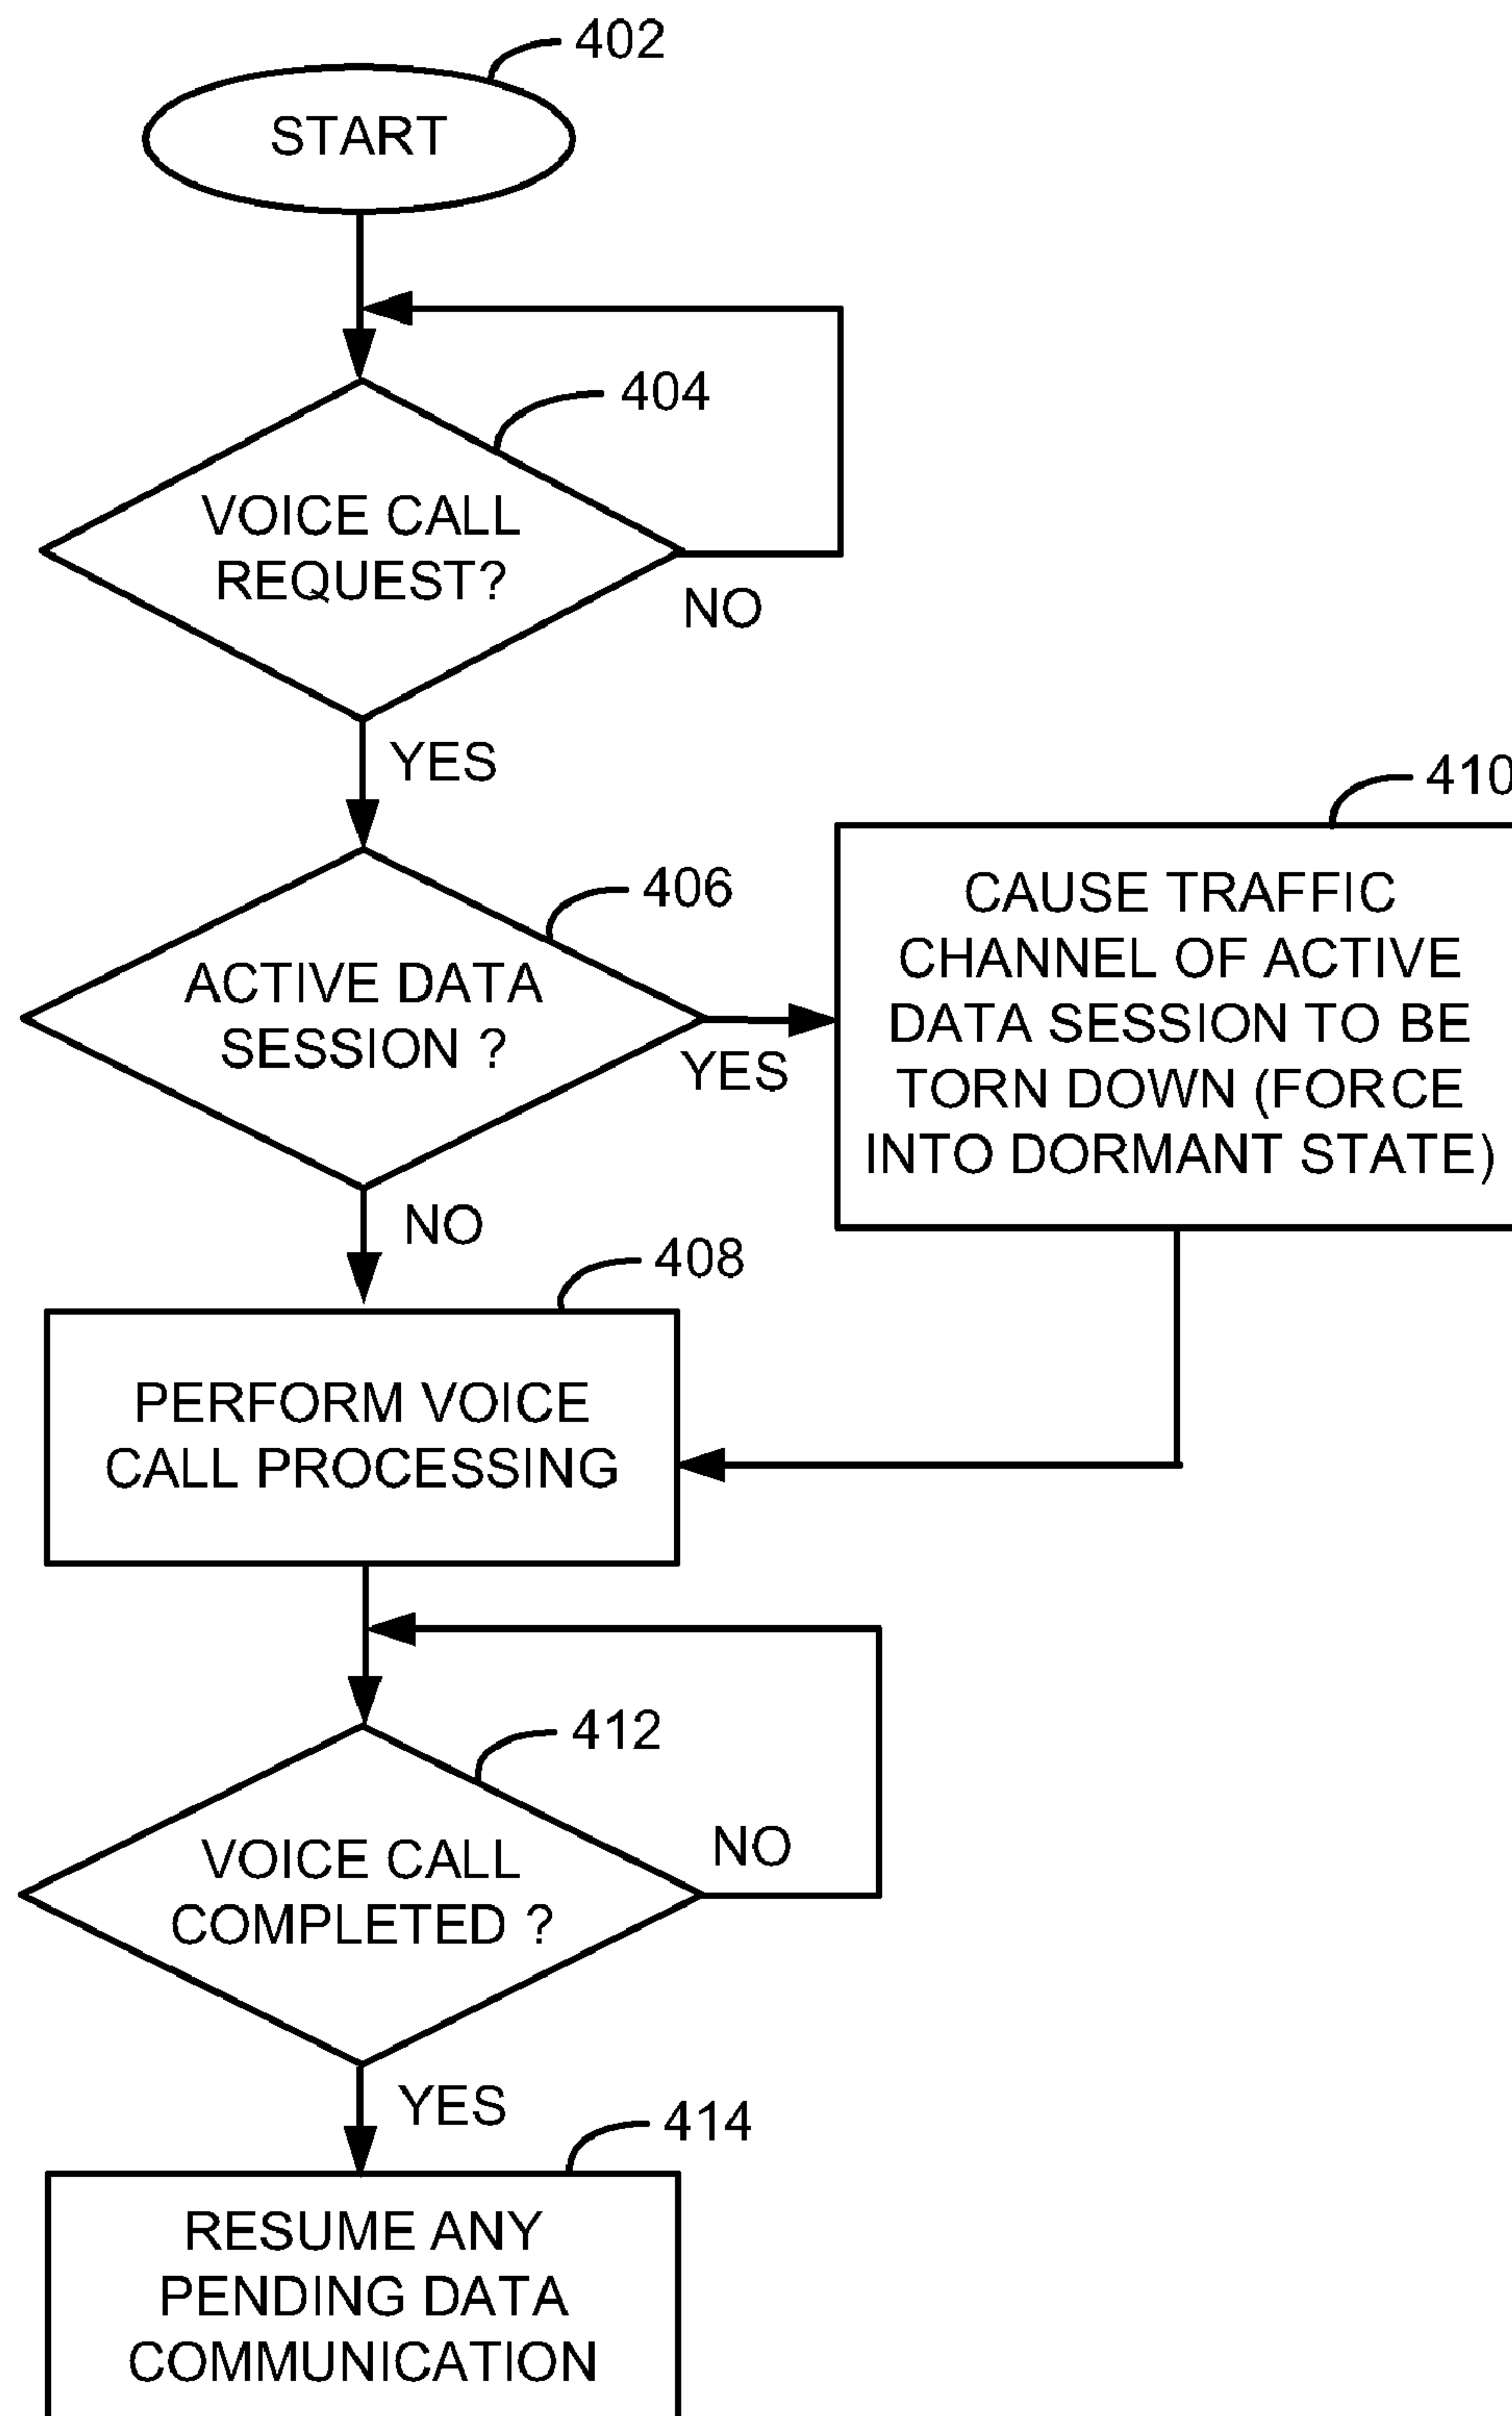 402
START
404
VOICE CALL
REQUEST?
NO
YES
406
ACTIVE DATA
SESSION ?
YES
NO
410
CAUSE TRAFFIC
CHANNEL OF ACTIVE
DATA SESSION TO BE
TORN DOWN (FORCE
INTO DORMANT STATE)
408
PERFORM VOICE
CALL PROCESSING
412
VOICE CALL
COMPLETED ?
NO
YES
414
RESUME ANY
PENDING DATA
COMMUNICATION